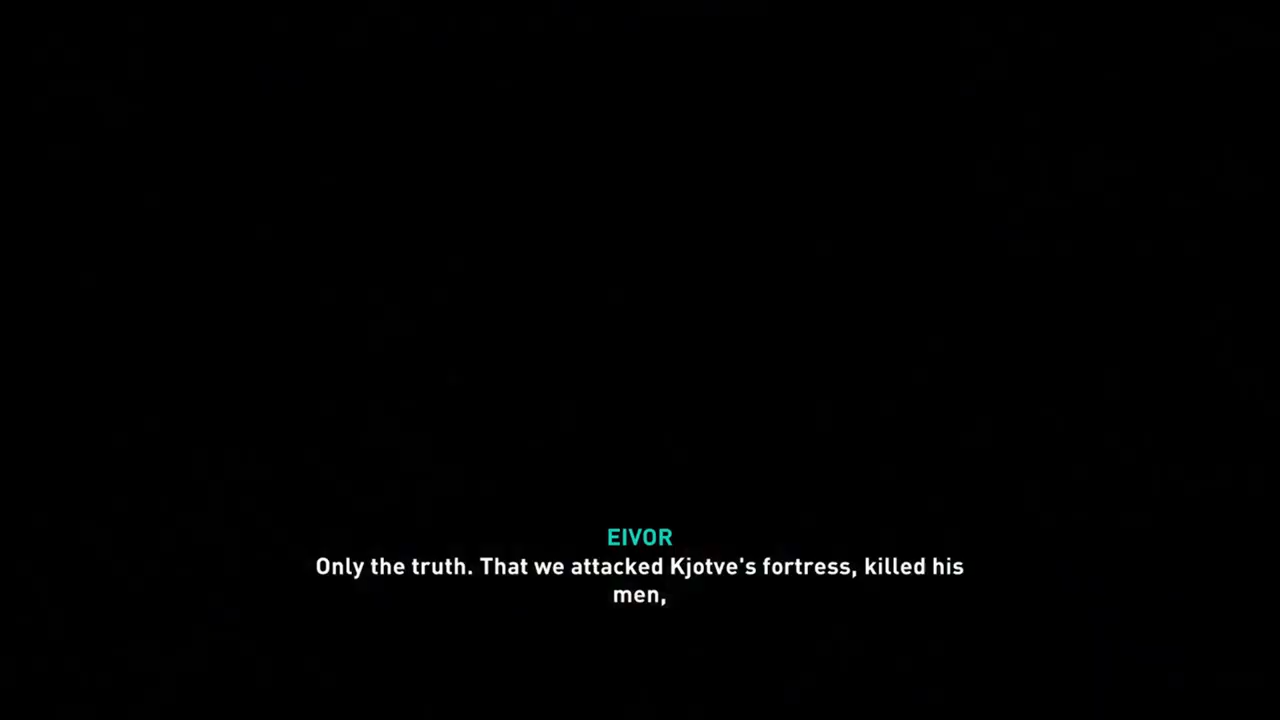 EIVOR
Only the truth. That we attacked Kjotve's fortress, killed his
men,